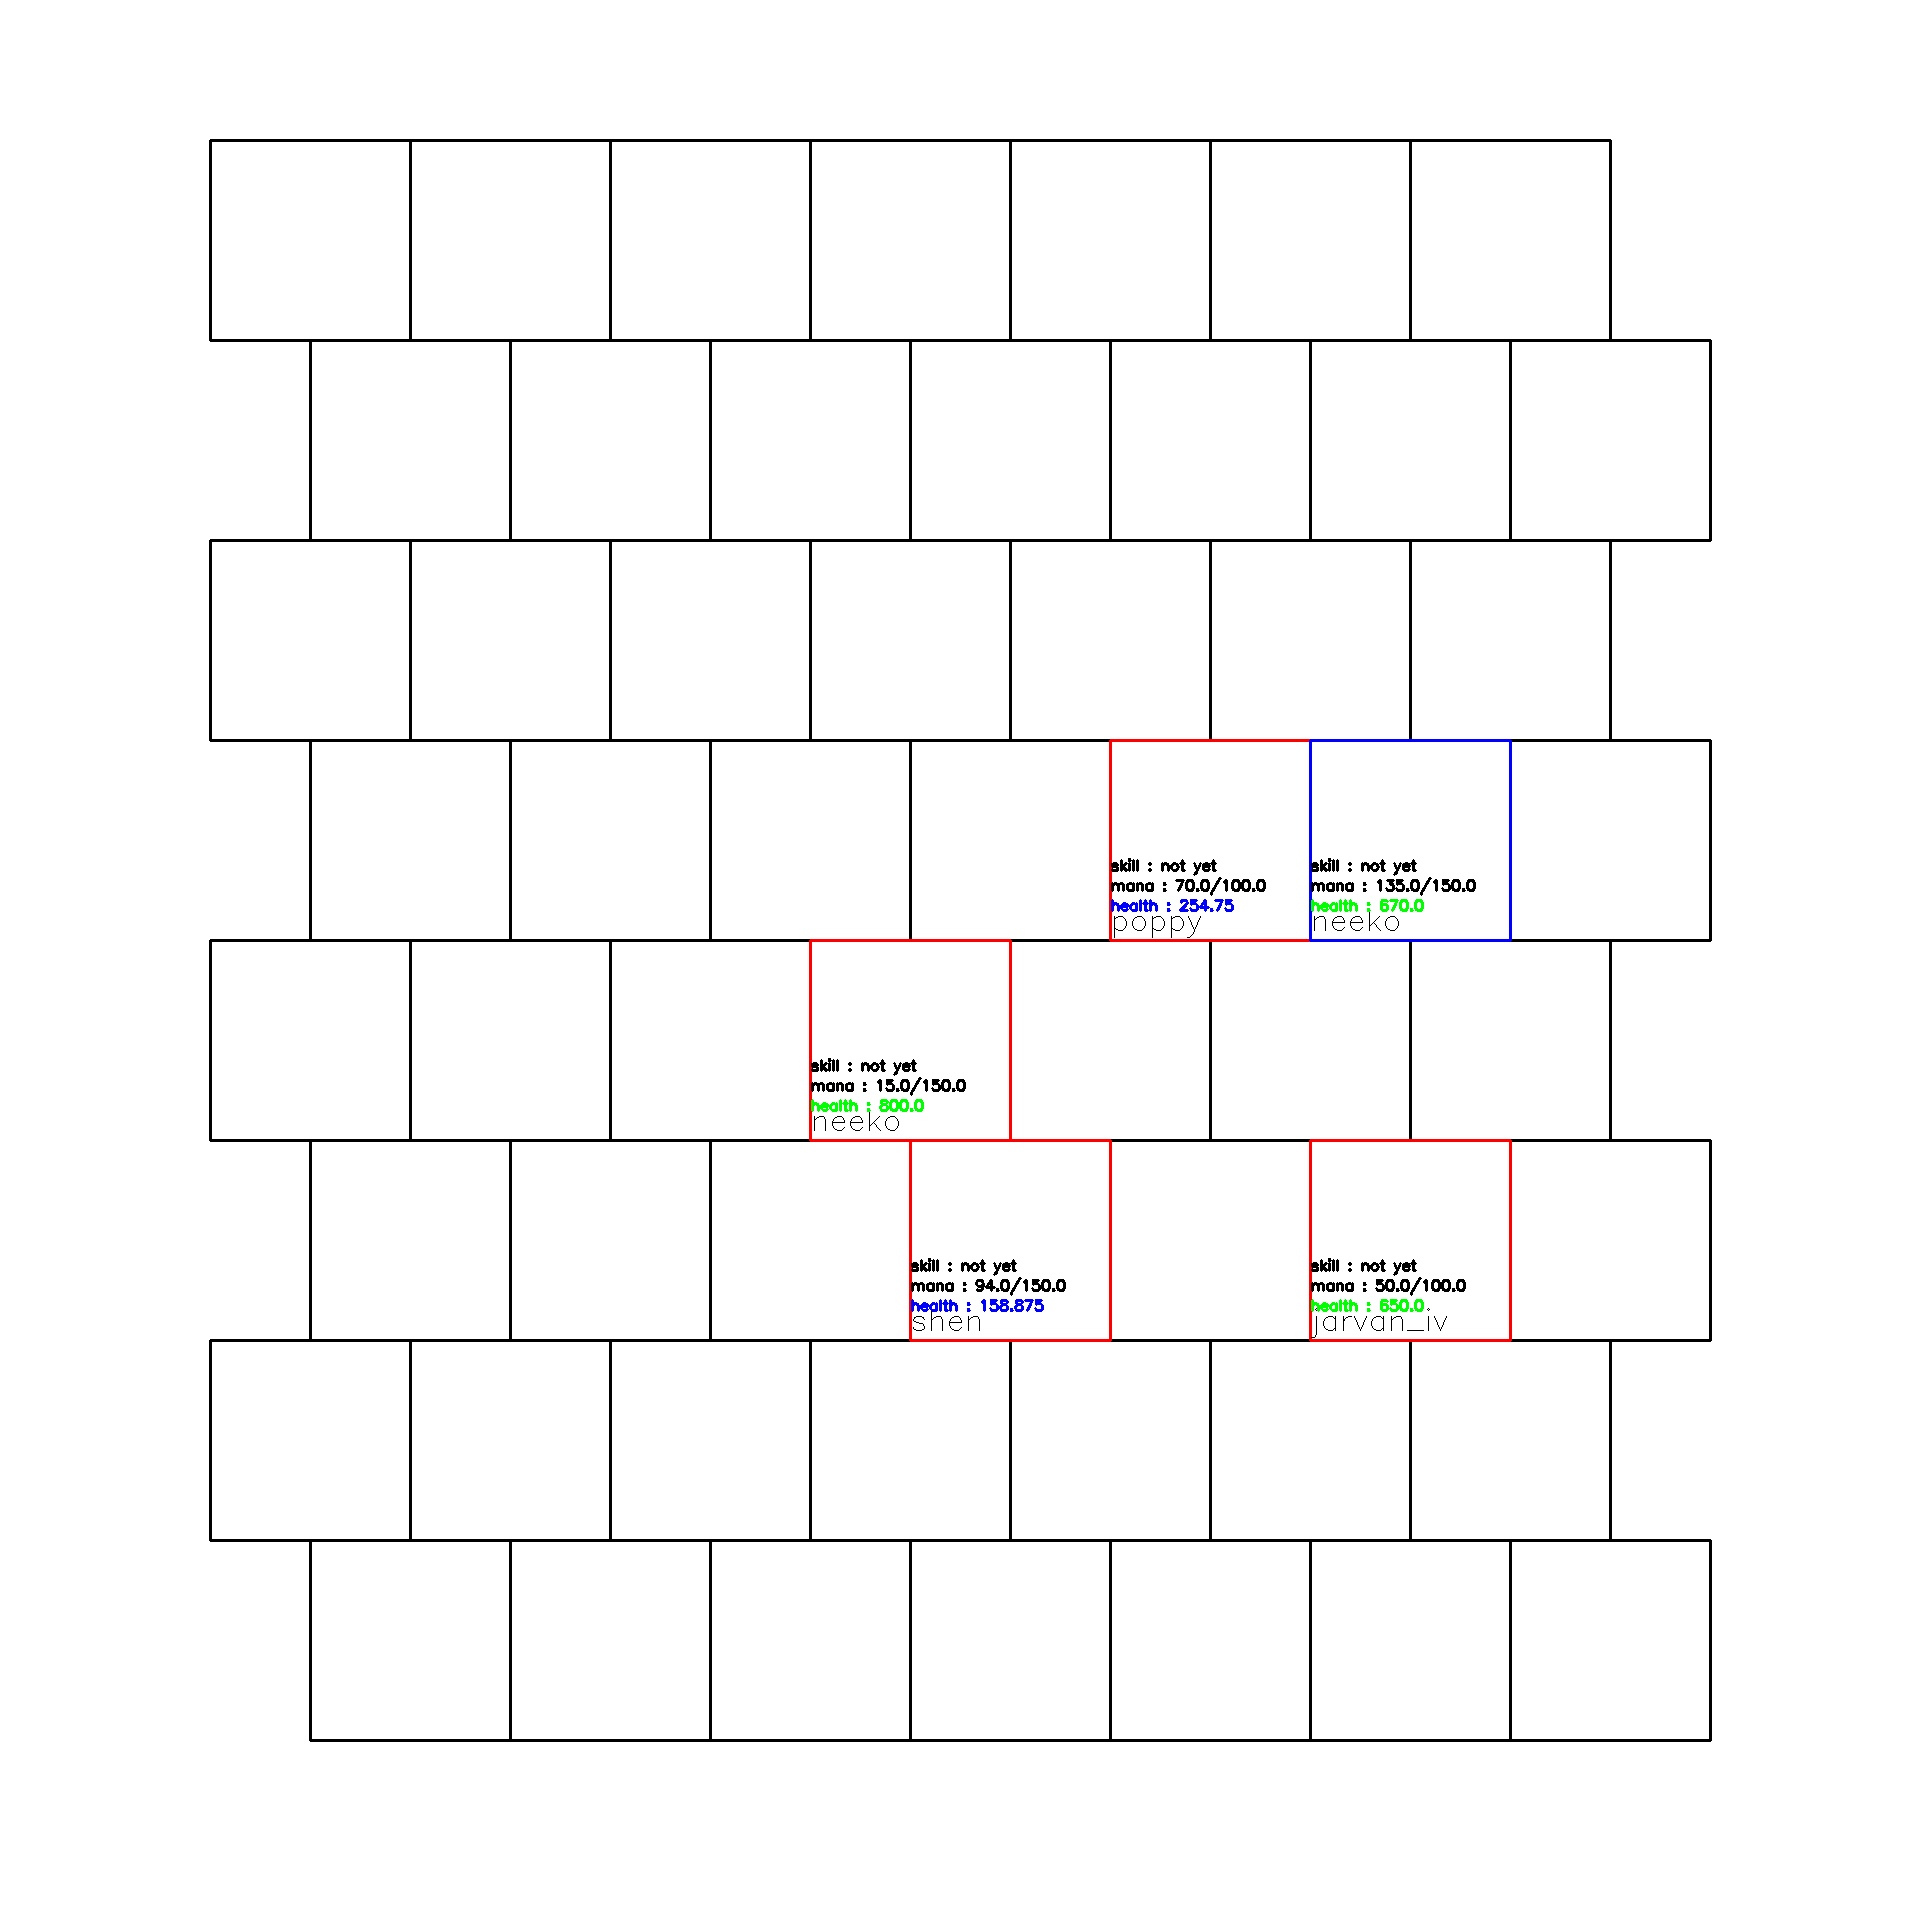 skill : not yet
mana : 70.0/100.0
health : 254.75
poppy
skill : not yet
mana : 135.0/150.0
health : 670.0
neeko
skill : not yet
mana : 15.0/150.0
health : 800.0
neeko
skill : not yet
mana : 94.0/150.0
health : 158.875
shen
skill : not yet
mana : 50.0/100.0
health : 650.0
jarvan_iv